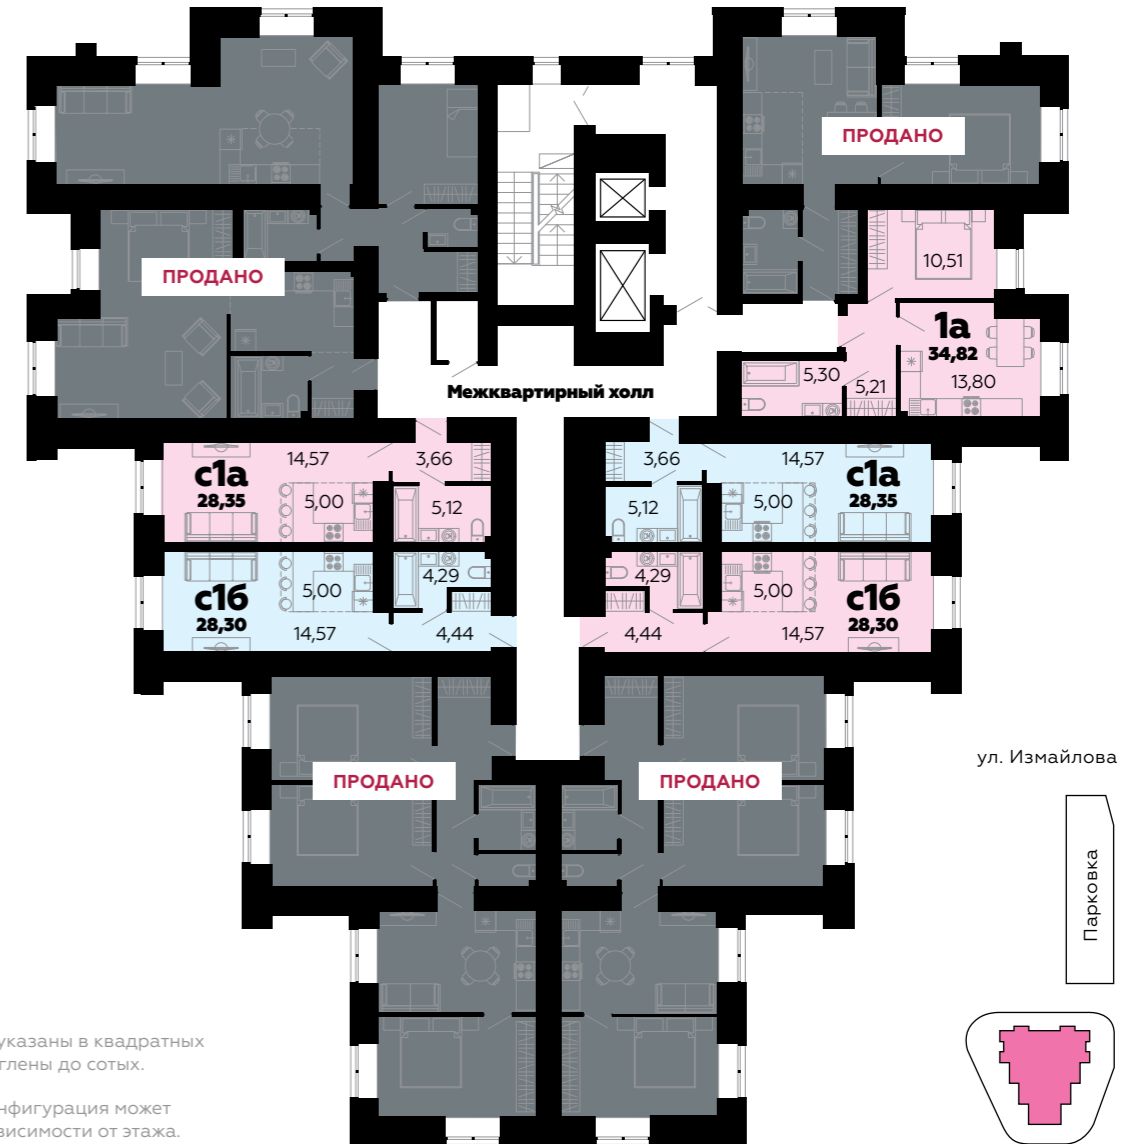 ПРОДАНО
ПРОДАНО
10,51
1а
34,82
13,80
5,30
5,21
Межквартирный холл
14,57
3,66
с1а
28,35
5,00
5,12
3,66
14,57
с1а
28,35
5,00
5,12
4,29
5,00
с1б
28,30
14,57
4,44
4,29
5,00
с1б
28,30
4,44
14,57
ПРОДАНО
ПРОДАНО
ул. Измайлова
Парковка
указаны в квадратных
глены до сотых.
нфигурация может
висимости от этажа.